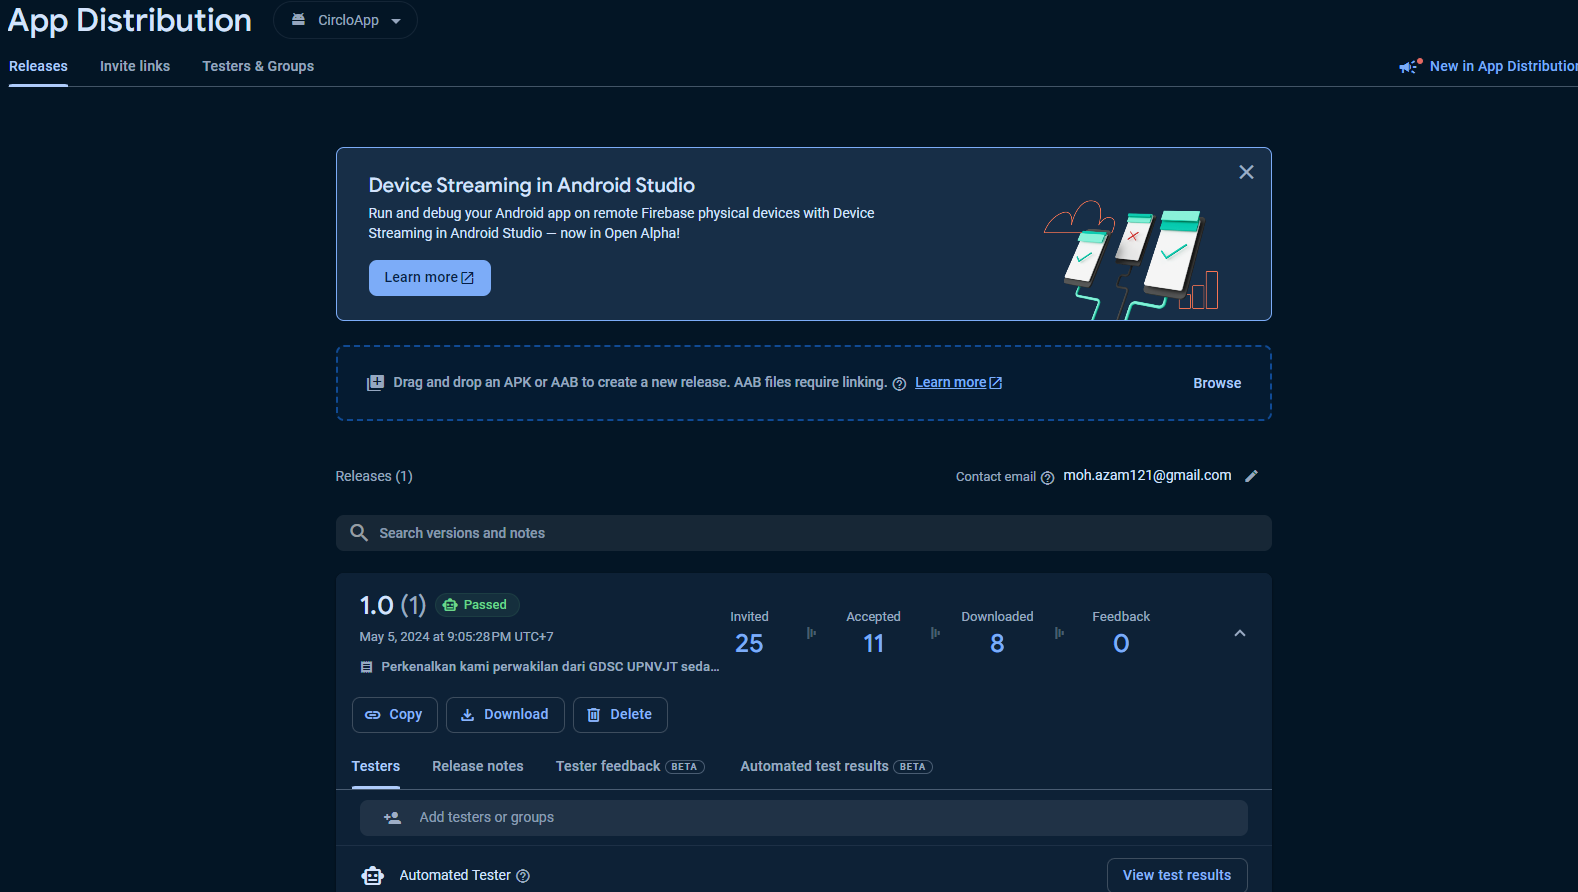 App Distribution
CircloApp
Releases
Invite links
Testers & Groups
New in App Distribution
Device Streaming in Android Studio
Run and debug your Android app on remote Firebase physical devices with Device
Streaming in Android Studio — now in Open Alpha!
Learn more
Drag and drop an APK or AAB to create a new release. AAB files require linking.
Learn more
Browse
Releases (1)
Contact email
moh.azam121@gmail.com
Search versions and notes
1.0 (1)
Passed
May 5, 2024 at 9:05:28 PM UTC+7
Perkenalkan kami perwakilan dari GDSC UPNVJT seda...
Invited
25
Accepted
11
Downloaded
8
Feedback
0
Copy
Download
Delete
Testers
Release notes
Tester feedback BETA
Automated test results BETA
Add testers or groups
Automated Tester
View test results